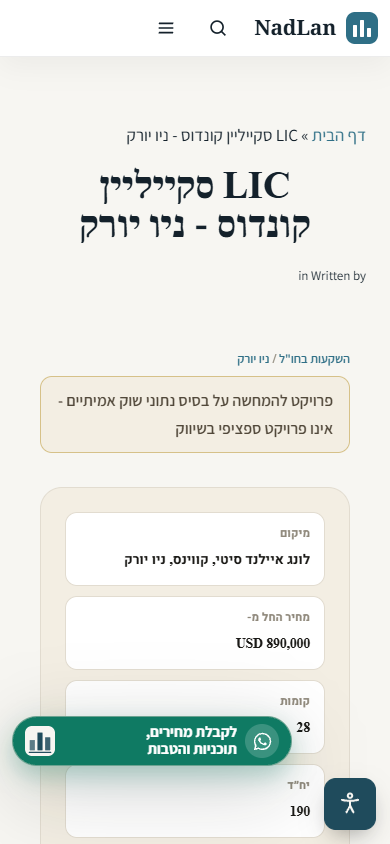 NadLan
דף הבית » LIC סקייליין קונדוס - ניו יורק
LIC סקייליין
קונדוס - ניו יורק
in Written by
השקעות בחו"ל / ניו יורק
פרויקט להמחשה על בסיס נתוני שוק אמיתיים -
אינו פרויקט ספציפי בשיווק
מיקום
לונג איילנד סיטי, קווינס, ניו יורק
מחיר החל מ-
USD 890,000
קומות
28
לקבלת מחירים,
תוכניות והטבות
יח"ד
190